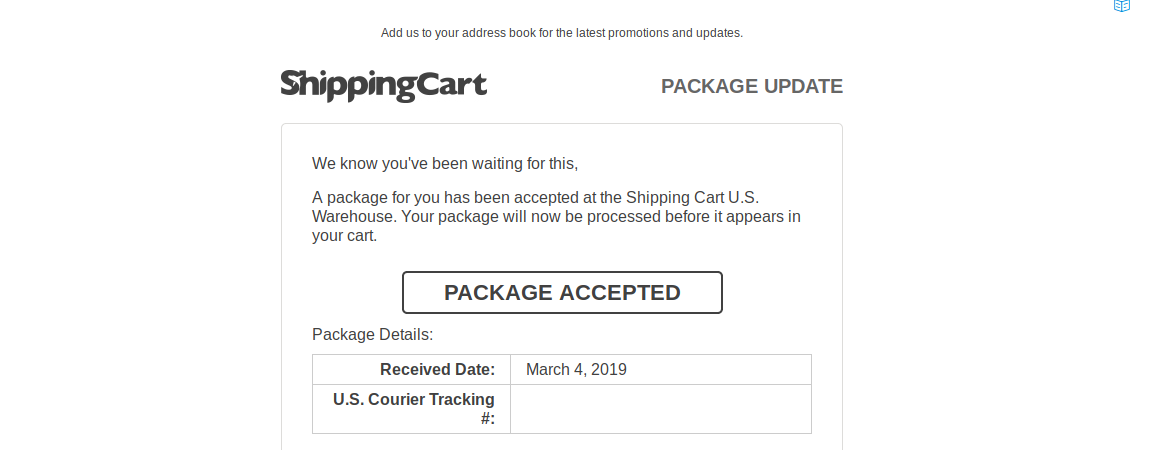 Add us to your address book for the latest promotions and updates.
ShippingCart
PACKAGE UPDATE
We know you've been waiting for this,
A package for you has been accepted at the Shipping Cart U.S.
Warehouse. Your package will now be processed before it appears in
your cart.
PACKAGE ACCEPTED
Package Details:
Received Date:
March 4, 2019
U.S. Courier Tracking
#: